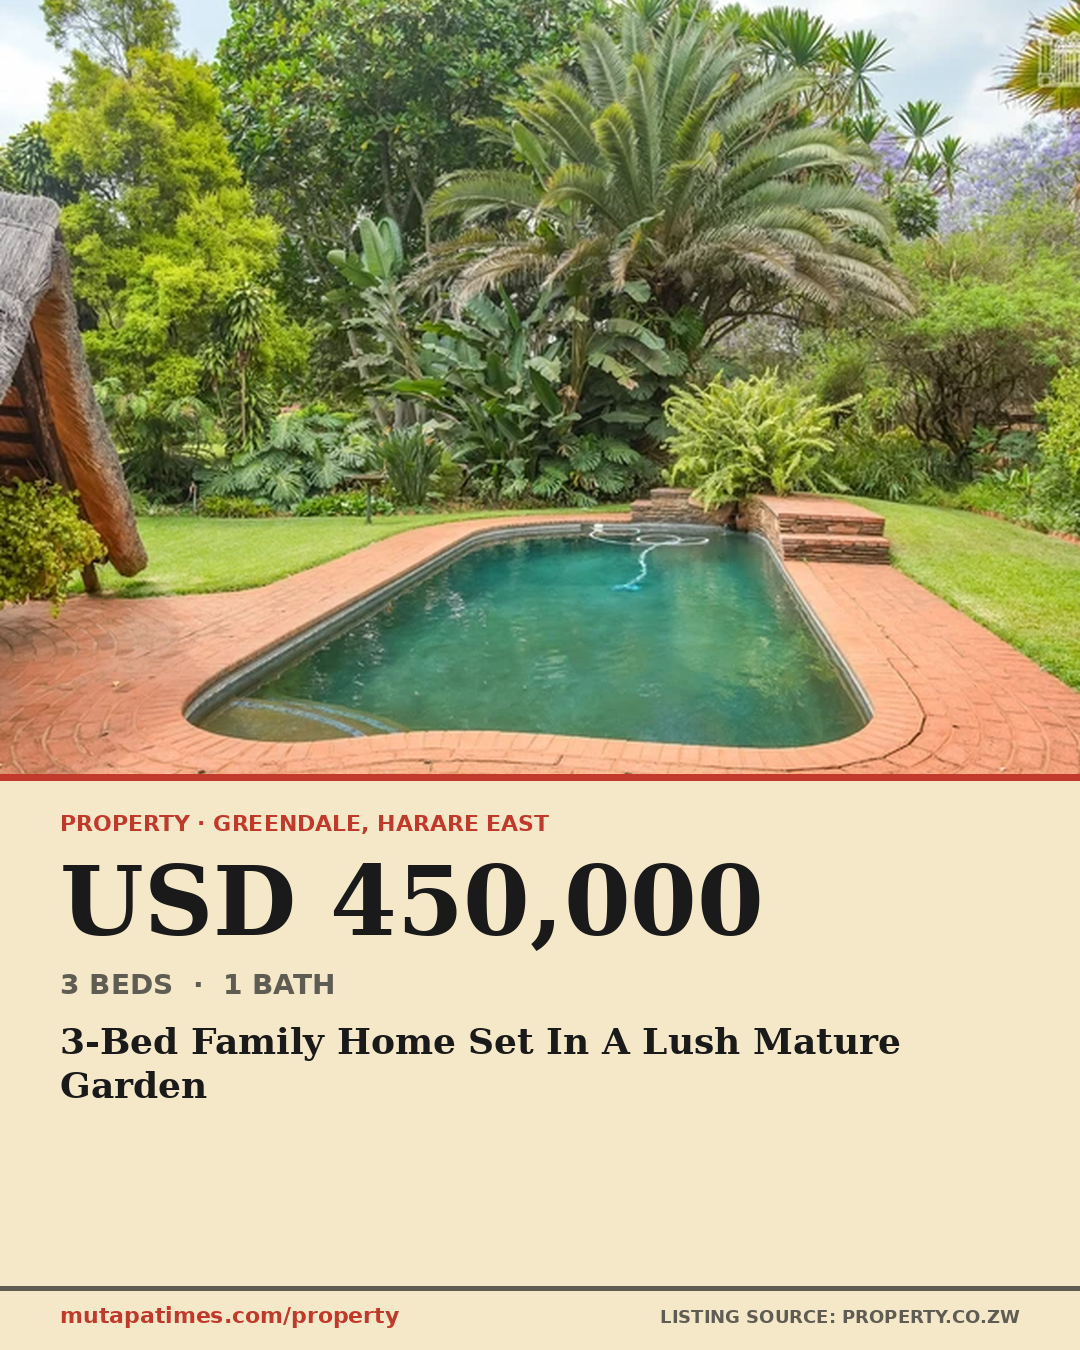 PROPERTY · GREENDALE, HARARE EAST
USD 450,000
3 BEDS · 1 BATH
3-Bed Family Home Set In A Lush Mature
Garden
mutapatimes.com/property
LISTING SOURCE: PROPERTY.CO.ZW